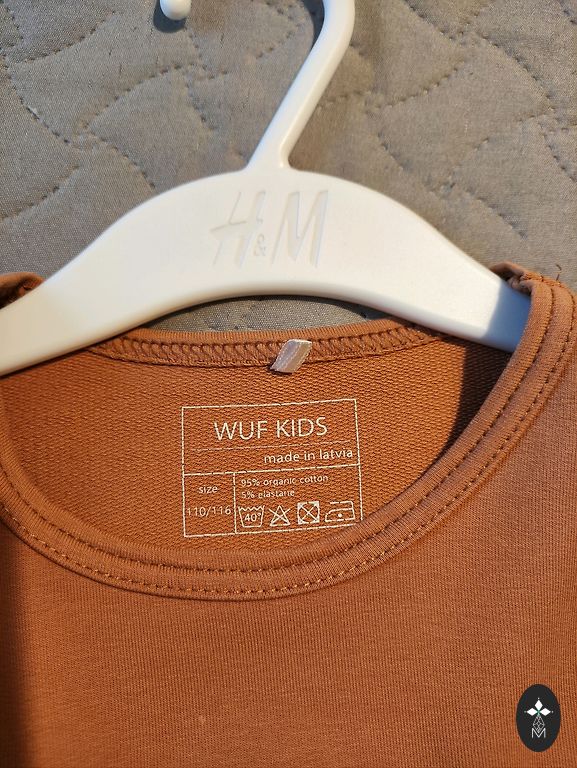 H&M
WUF KIDS
made in latvia
size
110/116
95% organic cotton
5% elastane
40°
M